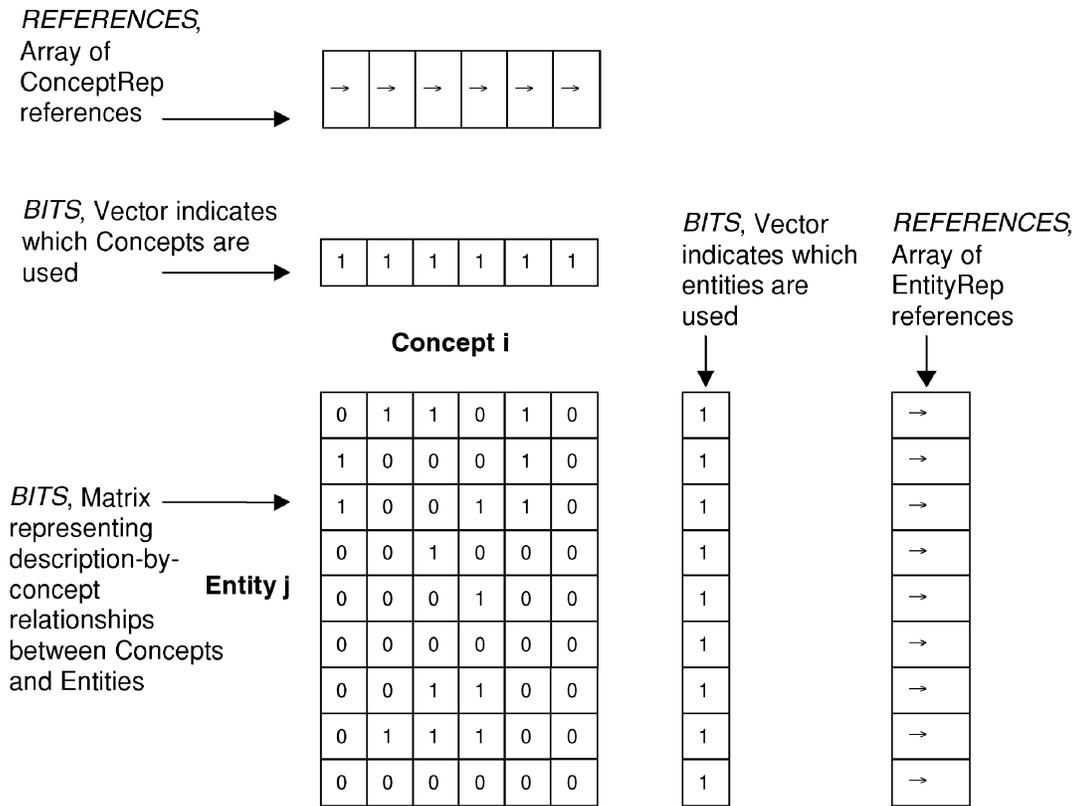 REFERENCES,
Array of
ConceptRep
references
→ → → → → →
BITS, Vector indicates
which Concepts are
used
1 1 1 1 1 1
BITS, Vector
indicates which
entities are
used
REFERENCES,
Array of
EntityRep
references
Concept i
BITS, Matrix
representing
description-by-
concept
relationships
between Concepts
and Entities
Entity j
0 1 1 0 1 0
1 0 0 0 1 0
1 0 0 1 1 0
0 0 1 0 0 0
0 0 0 1 0 0
0 0 0 0 0 0
0 0 1 1 0 0
0 1 1 1 0 0
0 0 0 0 0 0
1
1
1
1
1
1
1
1
1
→
→
→
→
→
→
→
→
→